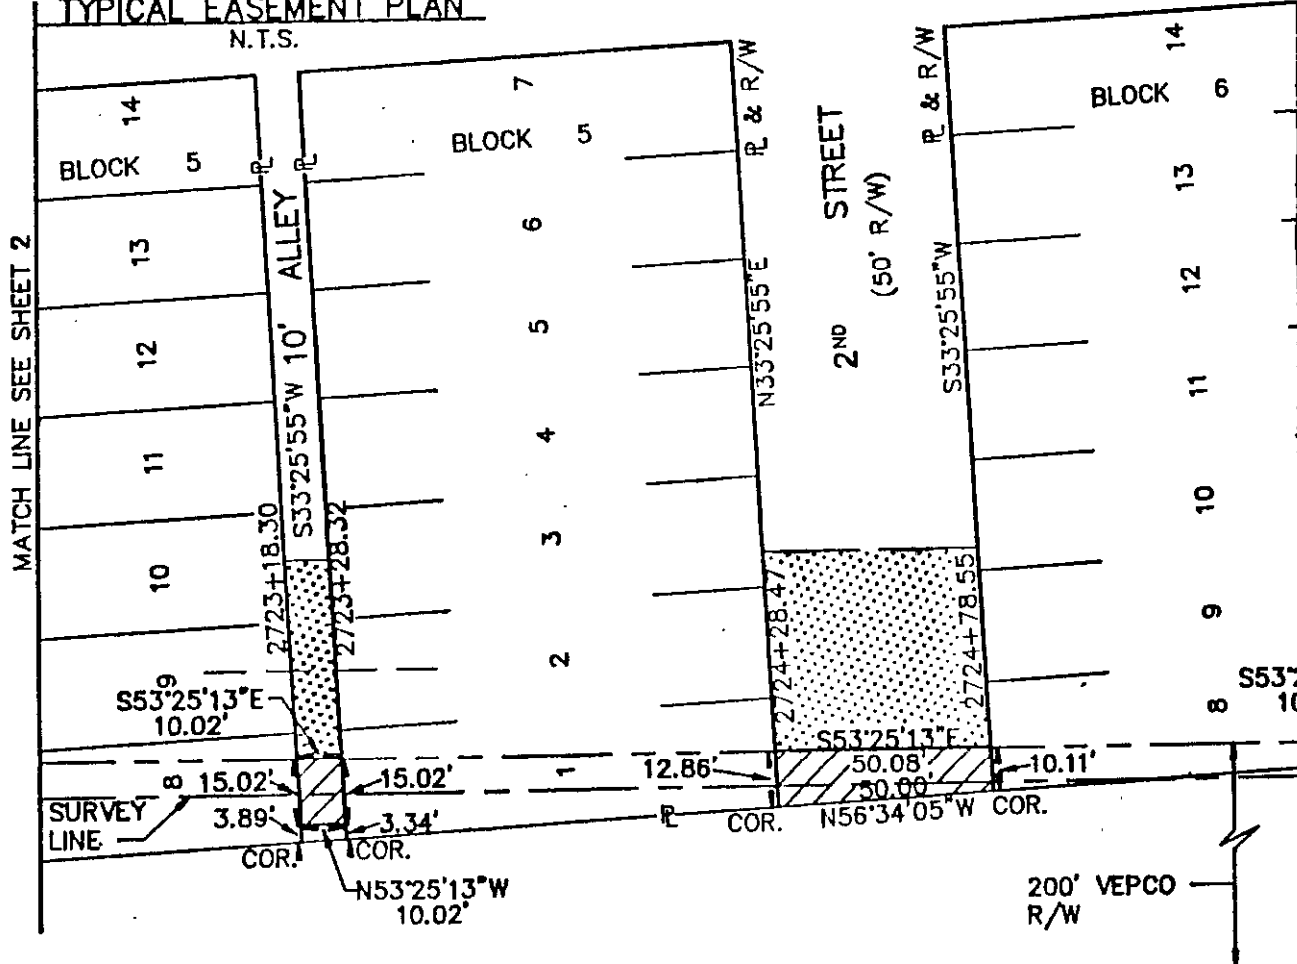 TYPICAL EASEMENT PLAN
N.T.S.
MATCH LINE SEE SHEET 2
14
BLOCK 5
13
12
11
10
9
8
℄
℄
10' ALLEY
S33°25'55"W
2723+18.30
2723+28.32
7
BLOCK 5
6
5
4
3
2
1
℄ & R/W
N33°25'55"E
2ND STREET
(50' R/W)
℄ & R/W
S33°25'55"W
2724+28.47
2724+78.55
14
BLOCK 6
13
12
11
10
9
8
S53°25'13"E
10.02'
15.02'
15.02'
SURVEY
LINE
3.89'
3.34'
COR.
COR.
N53°25'13"W
10.02'
℄
12.86'
S53°25'13"E
50.08'
50.00'
10.11'
COR.
N56°34'05"W
COR.
200' VEPCO
R/W